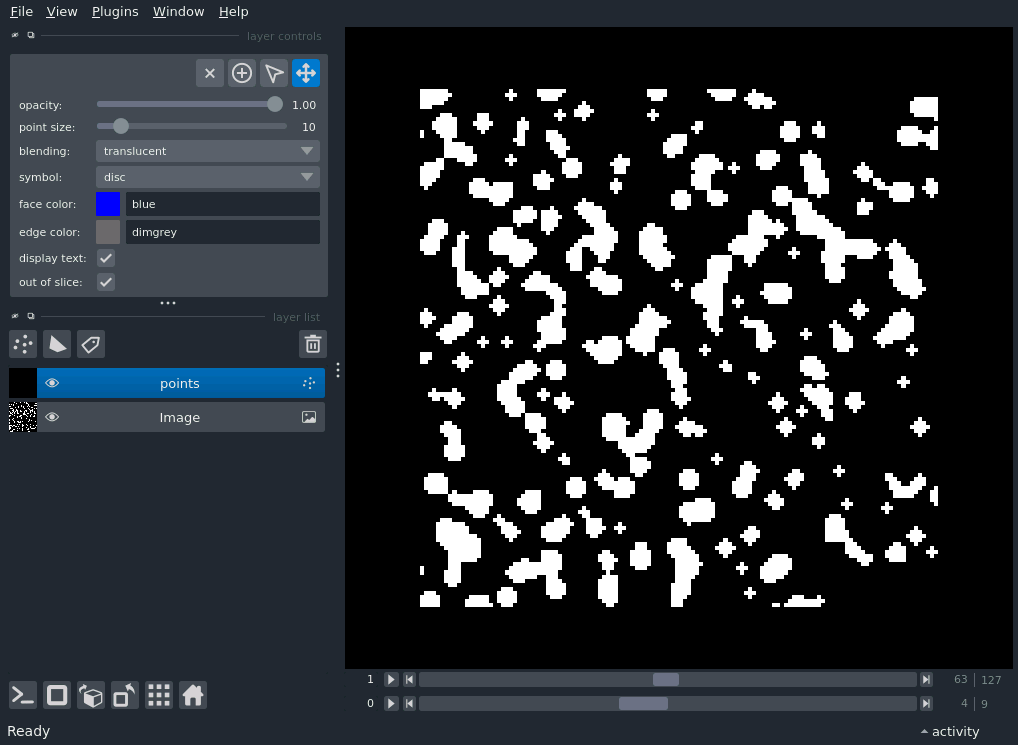 File View Plugins Window Help
layer controls
opacity: 1.00
point size: 10
blending: translucent
symbol: disc
face color: blue
edge color: dimgrey
display text:
out of slice:
layer list
points
Image
1 63 127
0 4 9
Ready activity